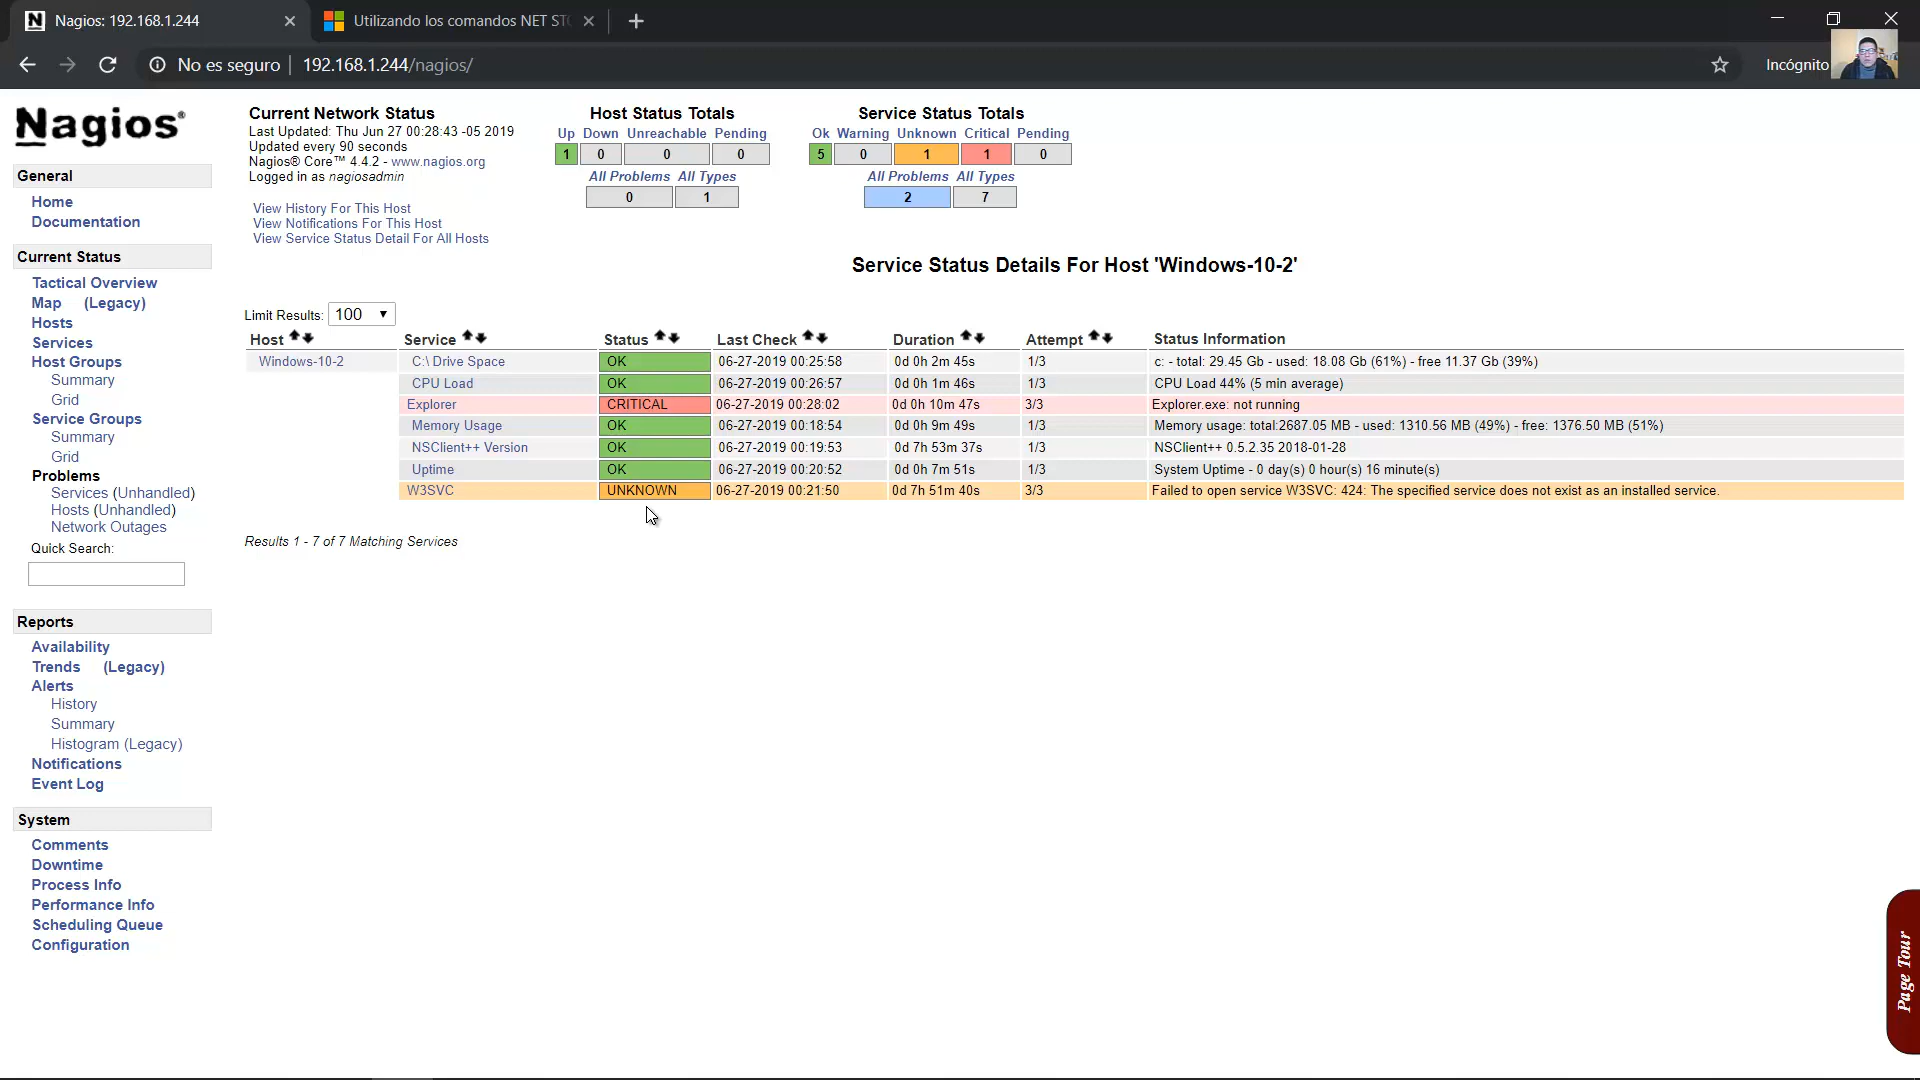 Nagios: 192.168.1.244
Utilizando los comandos NET STO
No es seguro
192.168.1.244/nagios/
Incógnito
Nagios®
General
Home
Documentation
Current Status
Tactical Overview
Map (Legacy)
Hosts
Services
Host Groups
Summary
Grid
Service Groups
Summary
Grid
Problems
Services (Unhandled)
Hosts (Unhandled)
Network Outages
Quick Search:
Reports
Availability
Trends (Legacy)
Alerts
History
Summary
Histogram (Legacy)
Notifications
Event Log
System
Comments
Downtime
Process Info
Performance Info
Scheduling Queue
Configuration
Current Network Status
Last Updated: Thu Jun 27 00:28:43 -05 2019
Updated every 90 seconds
Nagios® Core™ 4.4.2 - www.nagios.org
Logged in as nagiosadmin
View History For This Host
View Notifications For This Host
View Service Status Detail For All Hosts
Host Status Totals
Up Down Unreachable Pending
1 0 0 0
All Problems All Types
0 1
Service Status Totals
Ok Warning Unknown Critical Pending
5 0 1 1 0
All Problems All Types
2 7
Service Status Details For Host 'Windows-10-2'
Limit Results: 100
Host Service Status Last Check Duration Attempt Status Information
Windows-10-2 C:\ Drive Space OK 06-27-2019 00:25:58 0d 0h 2m 45s 1/3 c: - total: 29.45 Gb - used: 18.08 Gb (61%) - free 11.37 Gb (39%)
CPU Load OK 06-27-2019 00:26:57 0d 0h 1m 46s 1/3 CPU Load 44% (5 min average)
Explorer CRITICAL 06-27-2019 00:28:02 0d 0h 10m 47s 3/3 Explorer.exe: not running
Memory Usage OK 06-27-2019 00:18:54 0d 0h 9m 49s 1/3 Memory usage: total:2687.05 MB - used: 1310.56 MB (49%) - free: 1376.50 MB (51%)
NSClient++ Version OK 06-27-2019 00:19:53 0d 7h 53m 37s 1/3 NSClient++ 0.5.2.35 2018-01-28
Uptime OK 06-27-2019 00:20:52 0d 0h 7m 51s 1/3 System Uptime - 0 day(s) 0 hour(s) 16 minute(s)
W3SVC UNKNOWN 06-27-2019 00:21:50 0d 7h 51m 40s 3/3 Failed to open service W3SVC: 424: The specified service does not exist as an installed service.
Results 1 - 7 of 7 Matching Services
Page Tour